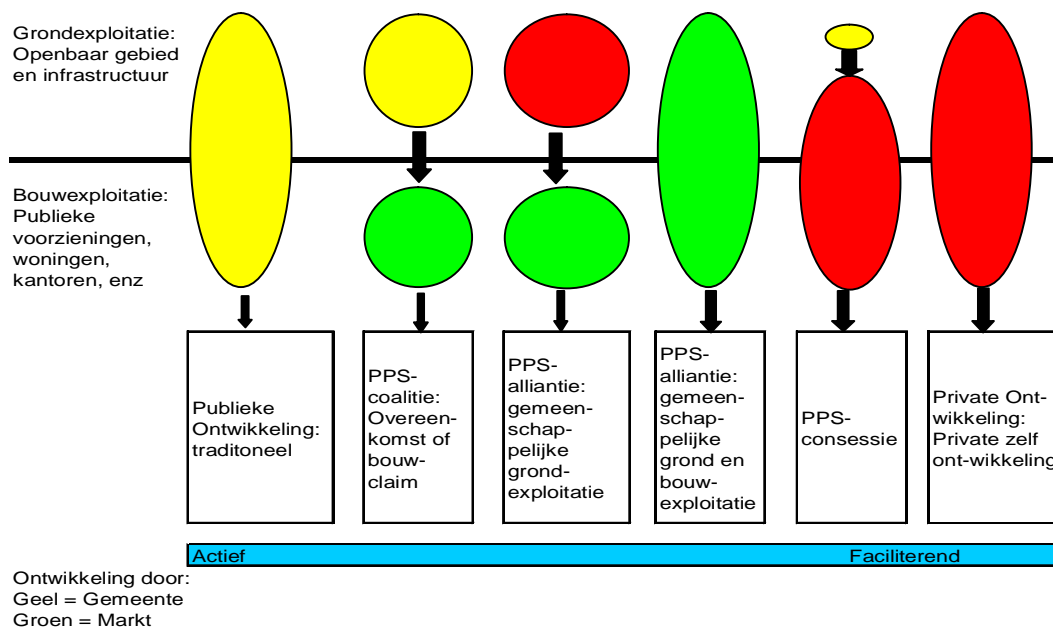 Grondexploitatie:
Openbaar gebied
en infrastructuur
Bouwexploitatie:
Publieke
voorzieningen,
woningen,
kantoren, enz
Publieke
Ontwikkeling:
traditoneel
PPS-
coalitie:
Overeen-
komst of
bouw-
claim
PPS-
alliantie:
gemeen-
schap-
pelijke
grond-
exploitatie
PPS-
alliantie:
gemeen-
schap-
pelijke
grond en
bouw-
exploitatie
PPS-
consessie
Private Ont-
wikkeling:
Private zelf
ont-wikkeling
Actief
Faciliterend
Ontwikkeling door:
Geel = Gemeente
Groen = Markt